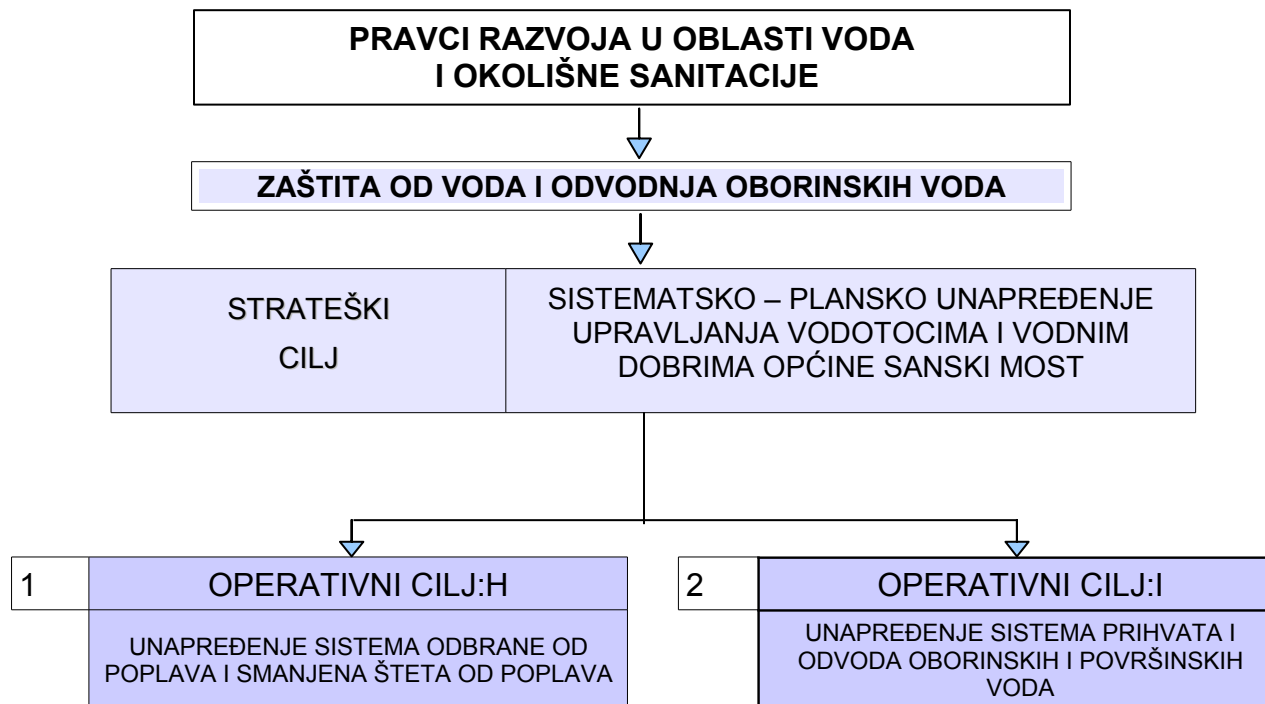 PRAVCI RAZVOJA U OBLASTI VODA
I OKOLIŠNE SANITACIJE
ZAŠTITA OD VODA I ODVODNJA OBORINSKIH VODA
STRATEŠKI
CILJ
SISTEMATSKO – PLANSKO UNAPREĐENJE
UPRAVLJANJA VODOTOCIMA I VODNIM
DOBRIMA OPĆINE SANSKI MOST
1
OPERATIVNI CILJ:H
UNAPREĐENJE SISTEMA ODBRANE OD
POPLAVA I SMANJENA ŠTETA OD POPLAVA
2
OPERATIVNI CILJ:I
UNAPREĐENJE SISTEMA PRIHVATA I
ODVODA OBORINSKIH I POVRŠINSKIH
VODA